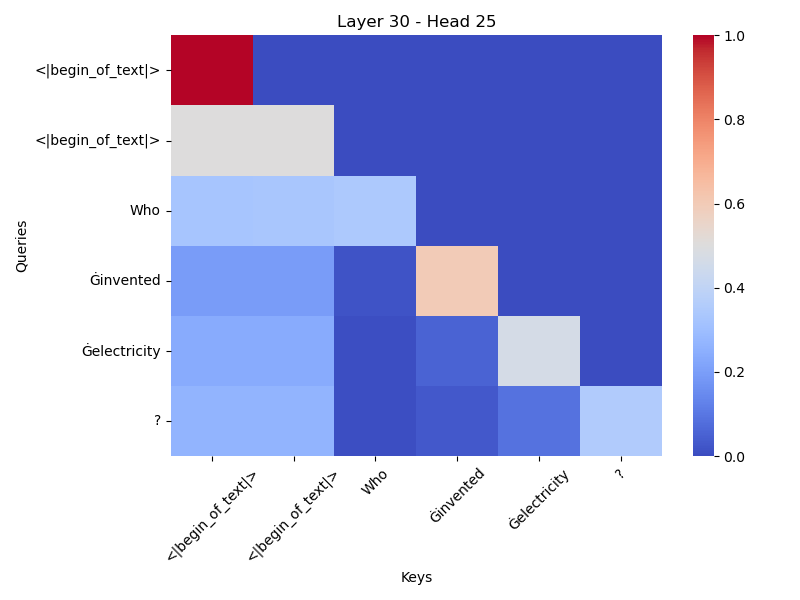 Layer 30 - Head 25
<|begin_of_text|>
<|begin_of_text|>
Who
Ġinvented
Ġelectricity
?
Queries
<|begin_of_text|>
<|begin_of_text|>
Who
Ġinvented
Ġelectricity
?
Keys
1.0
0.8
0.6
0.4
0.2
0.0